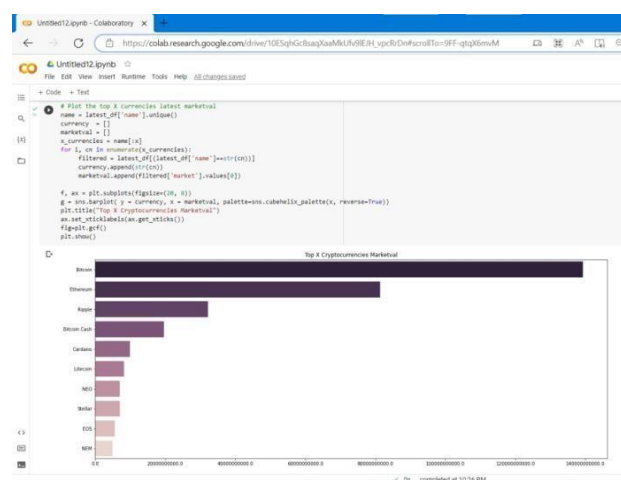 Untitled12.ipynb - Colaboratory
https://colab.research.google.com/drive/
Untitled12.ipynb
File Edit View Insert Runtime Tools Help All changes saved
+ Code + Text
# Plot the top X currencies latest marketval
name = latest_df['name'].unique()
currency = []
marketval = []
x_currencies = name[:x]
for i, cn in enumerate(x_currencies):
filtered = latest_df[(latest_df['name']==str(cn))]
currency.append(str(cn))
marketval.append(filtered['market'].values[0])
f, ax = plt.subplots(figsize=(20, 8))
g = sns.barplot( y = currency, x = marketval, palette=sns.cubehelix_palette(x, reverse=True))
plt.title("Top X Cryptocurrencies Marketval")
ax.set_xticklabels(ax.get_xticks())
fig=plt.gcf()
plt.show()
Top X Cryptocurrencies Marketval
Bitcoin
Ethereum
Ripple
Bitcoin Cash
Cardano
Litecoin
NEO
Stellar
EOS
NEM
0.0 20000000000.0 40000000000.0 60000000000.0 80000000000.0 100000000000.0 120000000000.0 140000000000.0
0s completed at 10:26 PM